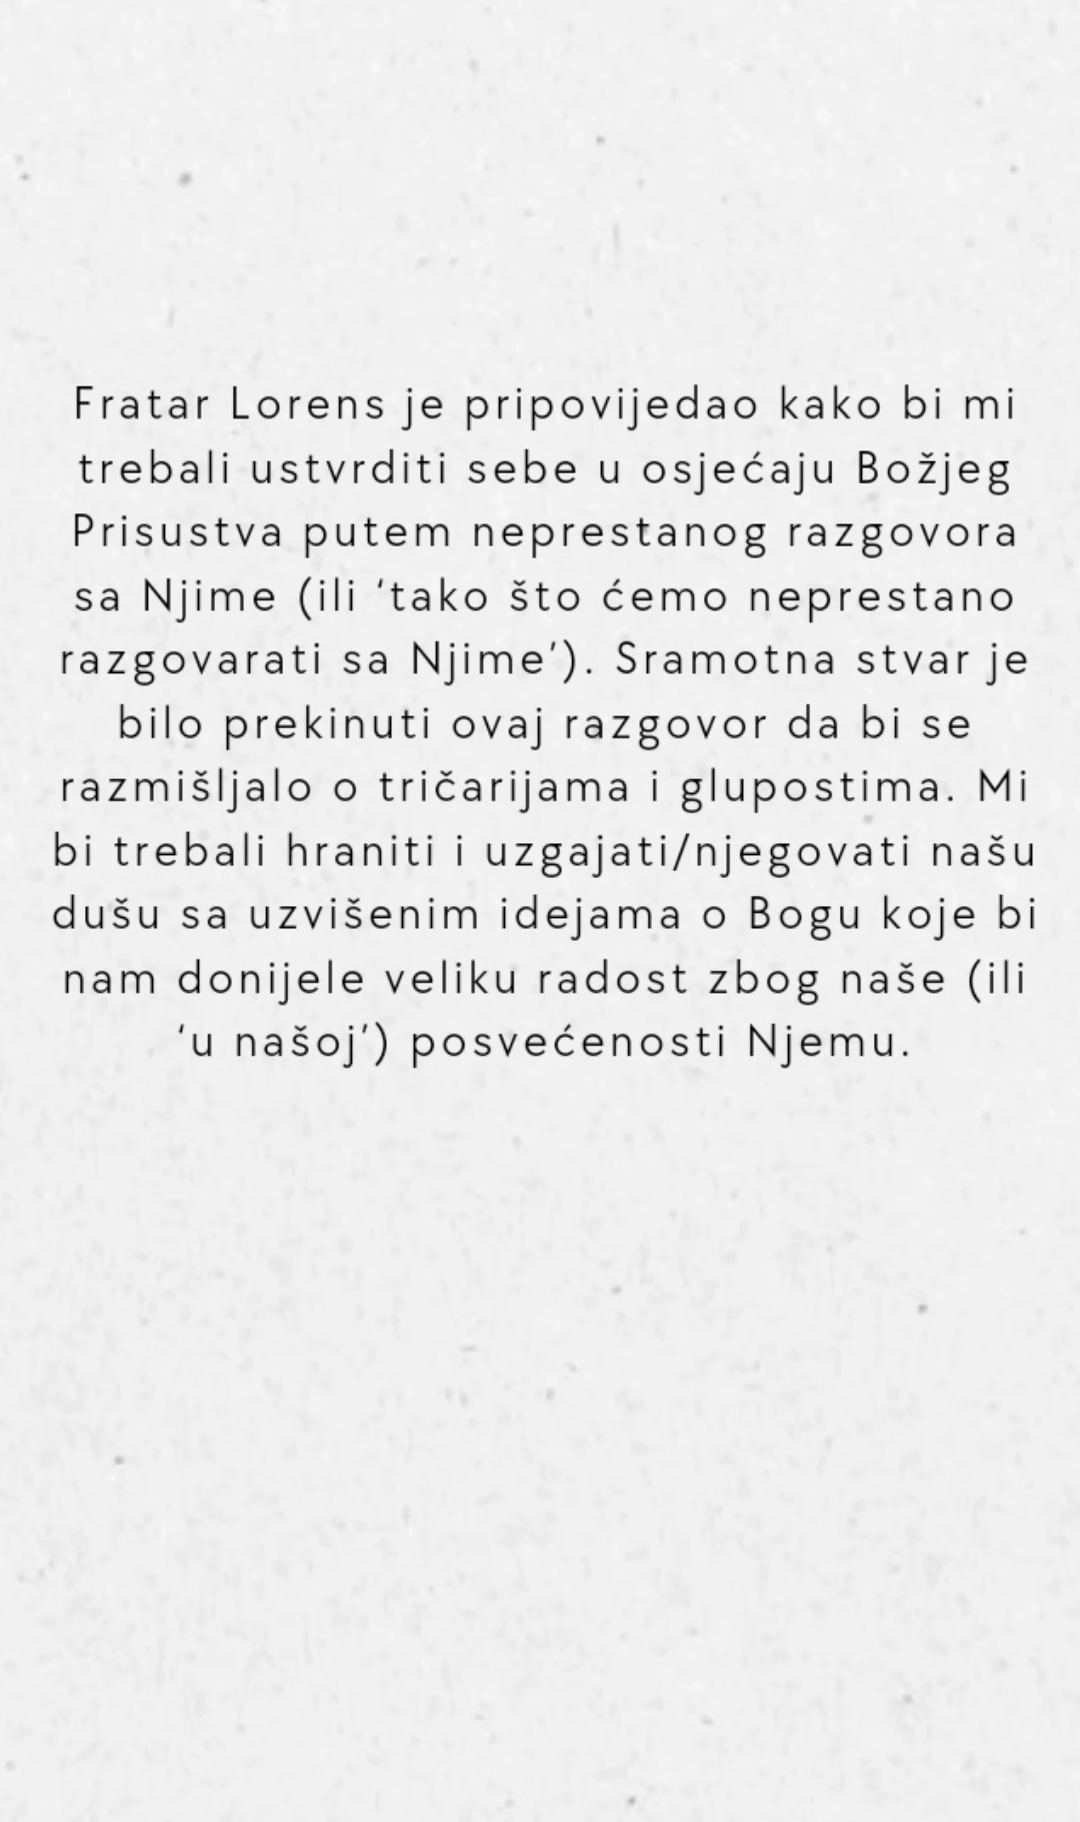 Fratar Lorens je pripovijedao kako bi mi
trebali ustvrditi sebe u osjećaju Božjeg
Prisustva putem neprestanog razgovora
sa Njime (ili ‘tako što ćemo neprestano
razgovarati sa Njime’). Sramotna stvar je
bilo prekinuti ovaj razgovor da bi se
razmišljalo o tričarijama i glupostima. Mi
bi trebali hraniti i uzgajati/njegovati našu
dušu sa uzvišenim idejama o Bogu koje bi
nam donijele veliku radost zbog naše (ili
‘u našoj’) posvećenosti Njemu.